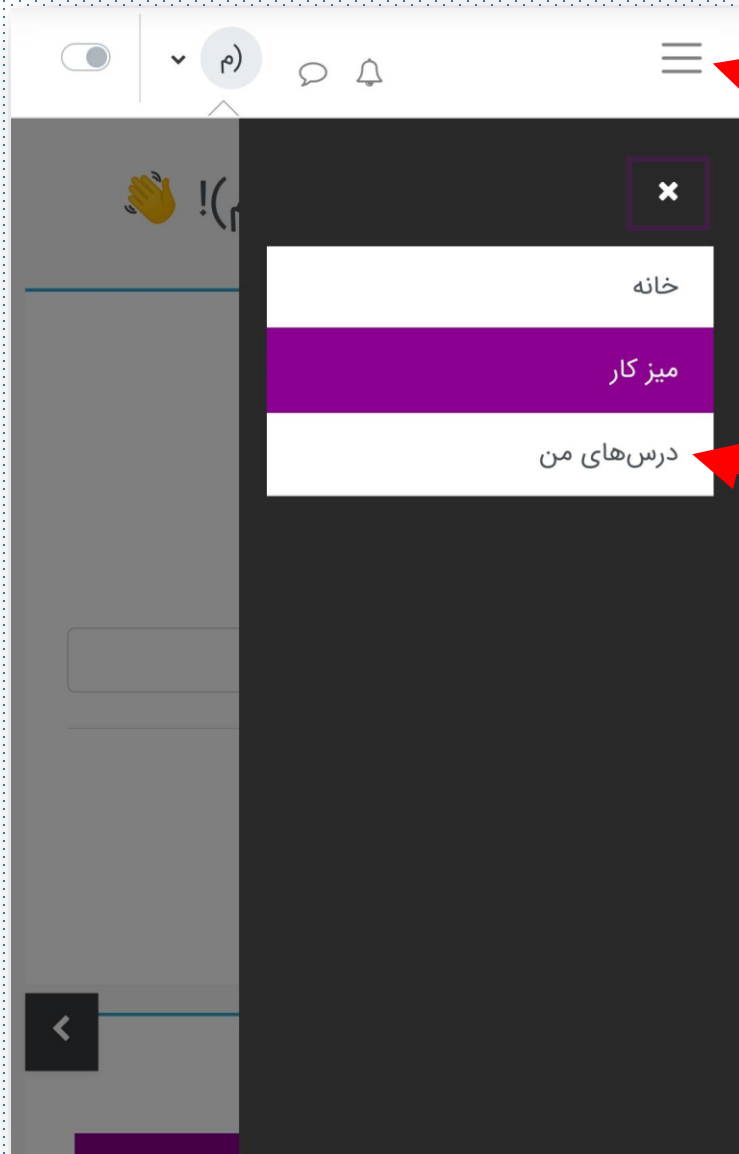 (م
م)! 👋
خانه
میز کار
درس‌های من